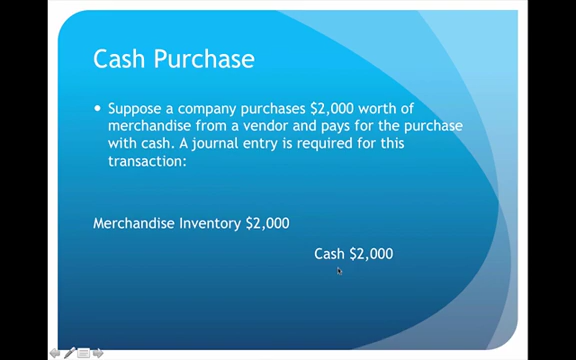 Cash Purchase
• Suppose a company purchases $2,000 worth of
merchandise from a vendor and pays for the purchase
with cash. A journal entry is required for this
transaction:
Merchandise Inventory $2,000
Cash $2,000